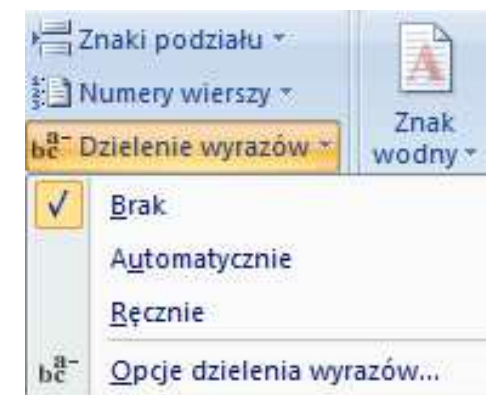 Znaki podziału
Numery wierszy
Dzielenie wyrazów
Znak
wodny
Brak
Automatycznie
Ręcznie
Opcje dzielenia wyrazów...